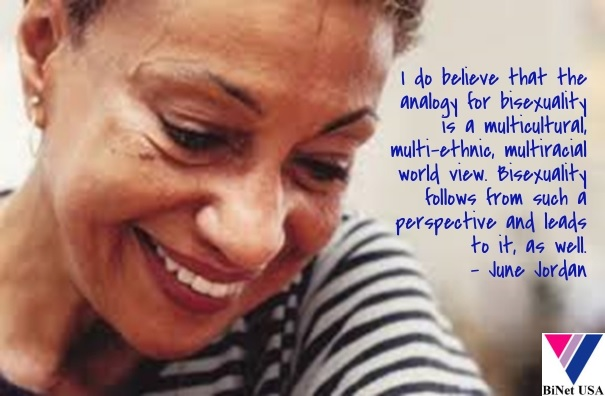 I do believe that the
analogy for bisexuality
is a multicultural,
multi-ethnic, multiracial
world view. Bisexuality
follows from such a
perspective and leads
to it, as well.
- June Jordan
BiNet USA